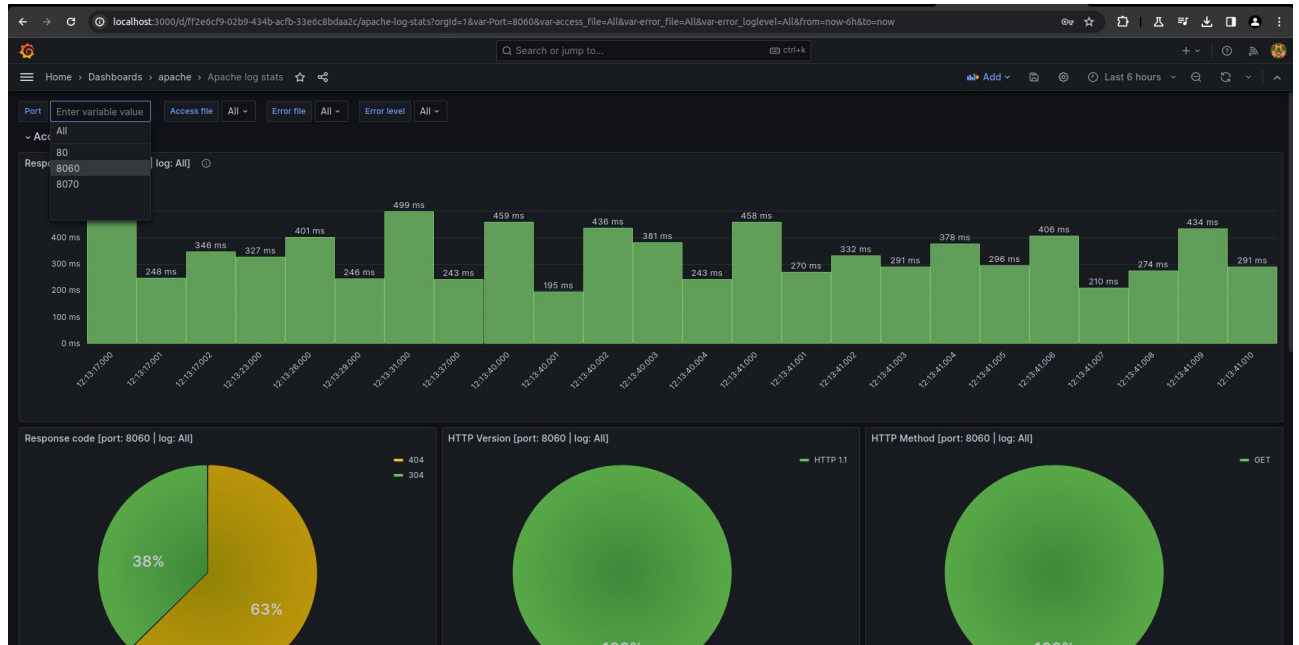 localhost:3000/d/ff2e6cf9-02b9-434b-acfb-33e6c8bdaa2c/apache-log-stats?orgId=1&var-Port=8060&var-access_file=All&var-error_file=All&var-error_loglevel=All&from=now-6h&to=now
Search or jump to... ctrl+k
Home › Dashboards › apache › Apache log stats Add Last 6 hours
Port Enter variable value Access file All Error file All Error level All
All
80
8060
8070
Acc
Resp | log: All]
499 ms
459 ms 458 ms
436 ms 434 ms
401 ms 406 ms
381 ms 378 ms
400 ms
346 ms 327 ms 332 ms
300 ms
248 ms 246 ms 243 ms 243 ms 270 ms 291 ms 296 ms 274 ms 291 ms
200 ms
195 ms 210 ms
100 ms
0 ms
12:13:17.000 12:13:17.001 12:13:17.002 12:13:23.000 12:13:26.000 12:13:29.000 12:13:31.000 12:13:37.000 12:13:40.000 12:13:40.001 12:13:40.002 12:13:40.003 12:13:40.004 12:13:41.000 12:13:41.001 12:13:41.002 12:13:41.003 12:13:41.004 12:13:41.005 12:13:41.006 12:13:41.007 12:13:41.008 12:13:41.009 12:13:41.010
Response code [port: 8060 | log: All] HTTP Version [port: 8060 | log: All] HTTP Method [port: 8060 | log: All]
404 HTTP 1.1 GET
304
38%
63%